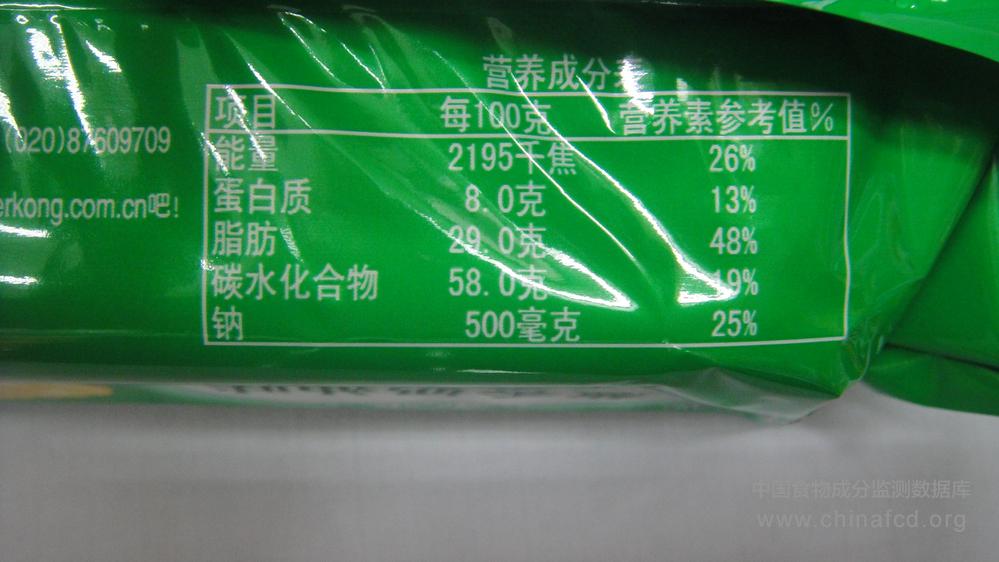 营养成分表
项目 每100克 营养素参考值%
能量 2195千焦 26%
蛋白质 8.0克 13%
脂肪 29.0克 48%
碳水化合物 58.0克 19%
钠 500毫克 25%
(020)87609709
erkong.com.cn吧!
中国食物成分监测数据库
www.chinafcd.org